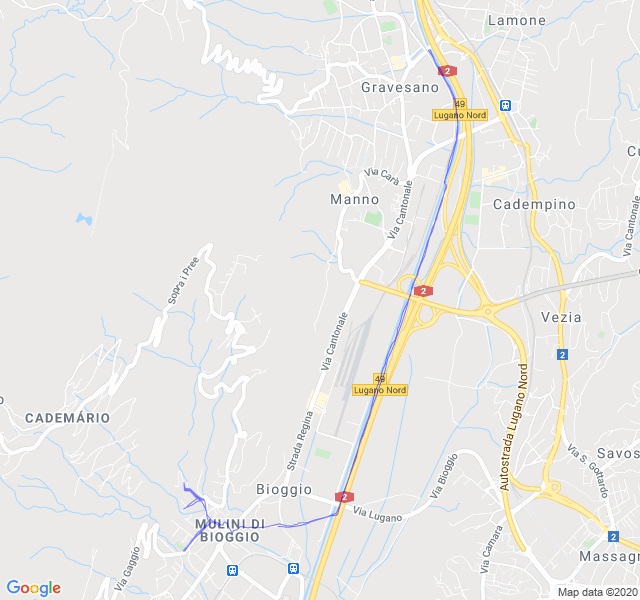 Lamone
2
Gravesano
49
Lugano Nord
Cu
Via Carà
Manno
Via Cantonale
Cadempino
Via Cantonale
Sopra i Pree
2
Vezia
Via Cantonale
2
49
Lugano Nord
Autostrada Lugano Nord
CADEMÁRIO
Strada Regina
Via S. Gottardo
Savos
Via Bioggio
Bioggio
2
Via Lugano
MULINI DI
BIOGGIO
Via Camara
2
Via Gaggio
Massagn
Google
Map data ©2020